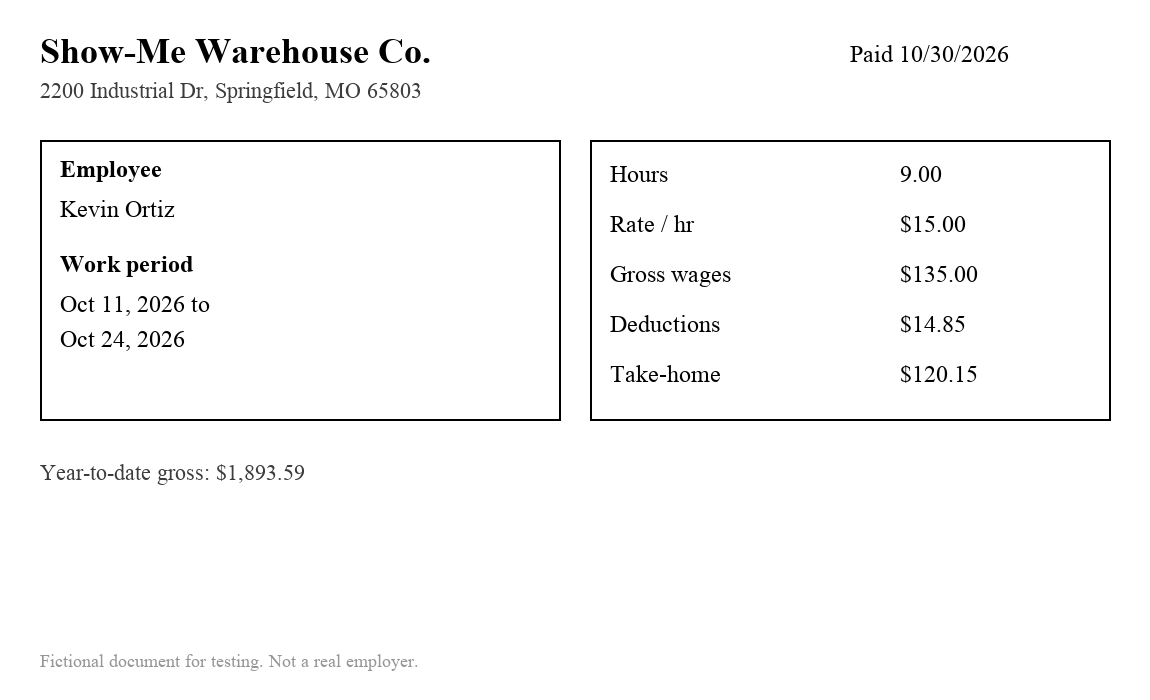 Show-Me Warehouse Co.
Paid 10/30/2026
2200 Industrial Dr, Springfield, MO 65803
Employee
Kevin Ortiz
Work period
Oct 11, 2026 to
Oct 24, 2026
Hours 9.00
Rate / hr $15.00
Gross wages $135.00
Deductions $14.85
Take-home $120.15
Year-to-date gross: $1,893.59
Fictional document for testing. Not a real employer.